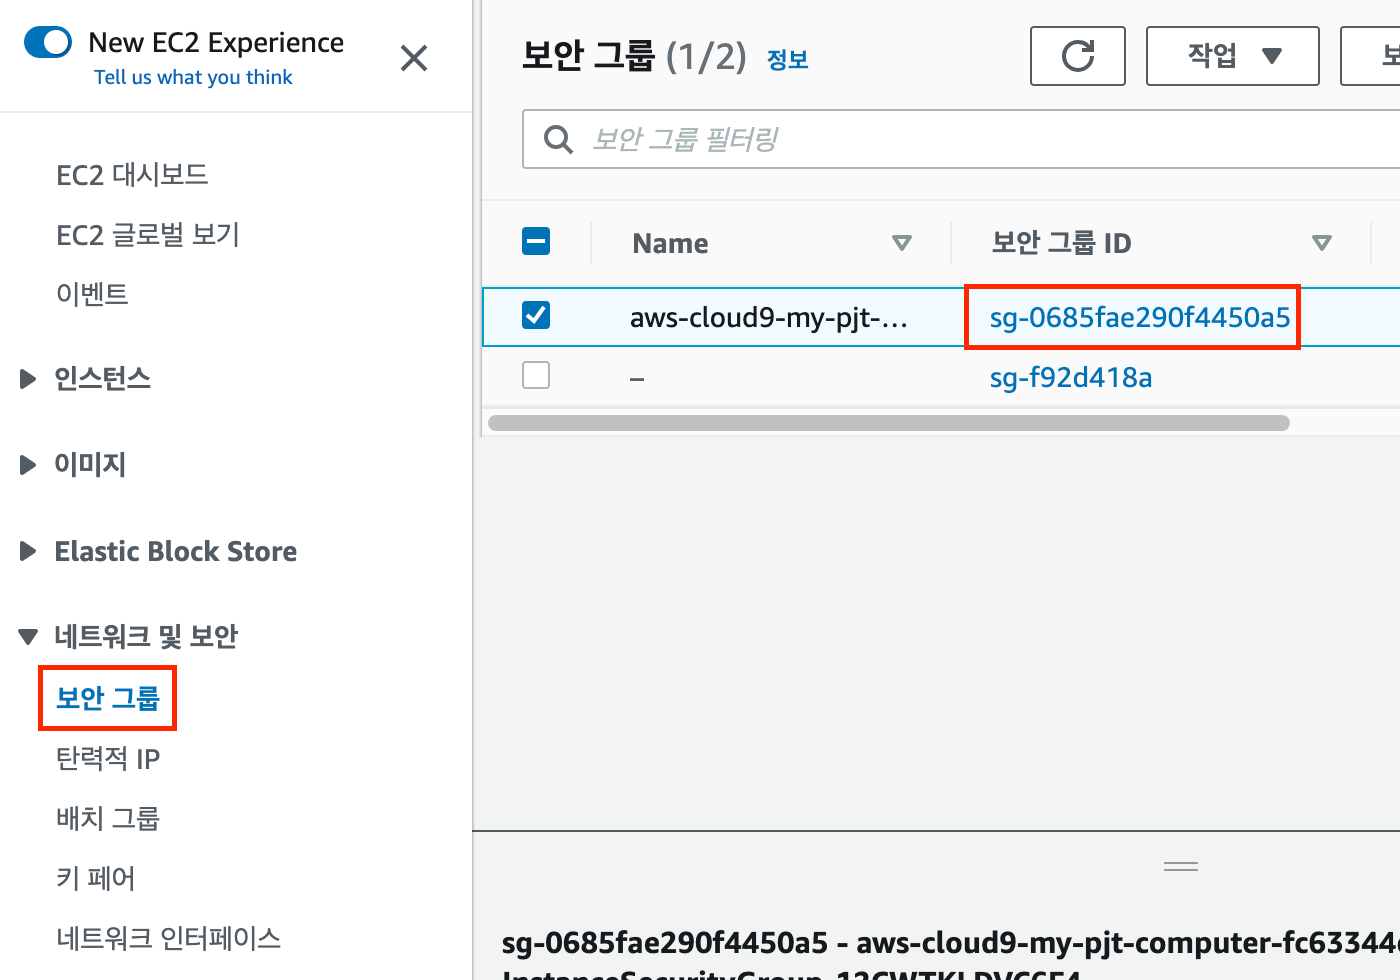 New EC2 Experience
Tell us what you think
EC2 대시보드
EC2 글로벌 보기
이벤트
인스턴스
이미지
Elastic Block Store
네트워크 및 보안
보안 그룹
탄력적 IP
배치 그룹
키 페어
네트워크 인터페이스
보안 그룹 (1/2) 정보
작업
보안 그룹 필터링
Name 보안 그룹 ID
aws-cloud9-my-pjt-... sg-0685fae290f4450a5
– sg-f92d418a
sg-0685fae290f4450a5 - aws-cloud9-my-pjt-computer-fc63344